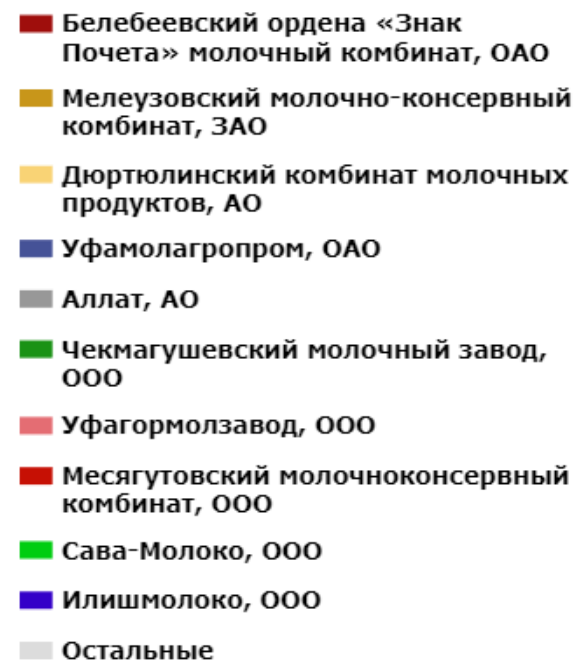 Белебеевский ордена «Знак
Почета» молочный комбинат, ОАО
Мелеузовский молочно-консервный
комбинат, ЗАО
Дюртюлинский комбинат молочных
продуктов, АО
Уфамолагропром, ОАО
Аллат, АО
Чекмагушевский молочный завод,
ООО
Уфагормолзавод, ООО
Месягутовский молочноконсервный
комбинат, ООО
Сава-Молоко, ООО
Илишмолоко, ООО
Остальные